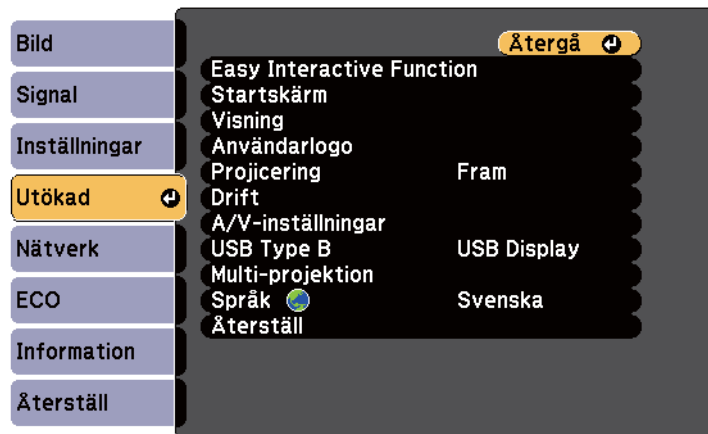 Bild
Signal
Inställningar
Utökad
Nätverk
ECO
Information
Återställ
Återgå
Easy Interactive Function
Startskärm
Visning
Användarlogo
Projicering Fram
Drift
A/V-inställningar
USB Type B USB Display
Multi-projektion
Språk Svenska
Återställ